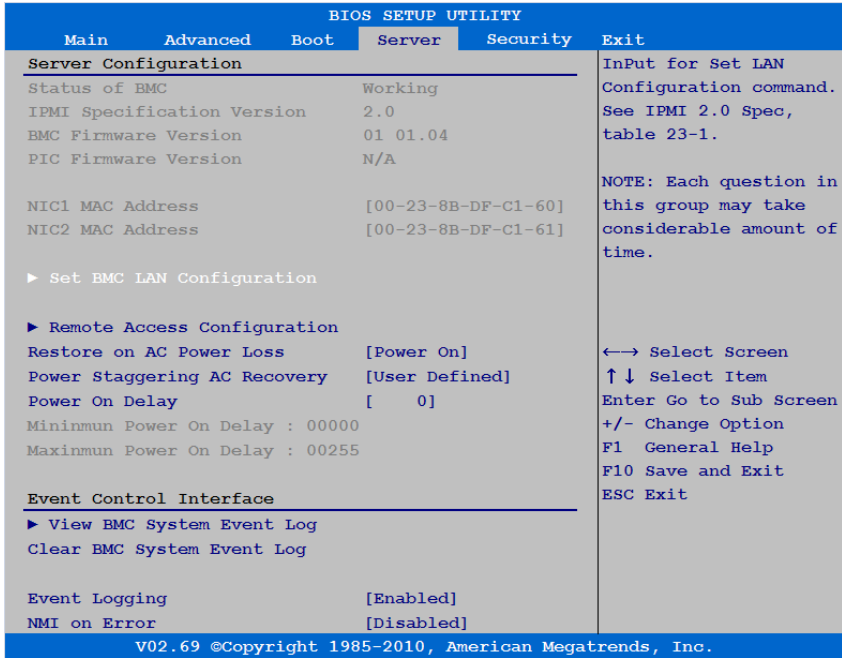 BIOS SETUP UTILITY
Main Advanced Boot Server Security Exit
Server Configuration
Status of BMC Working
IPMI Specification Version 2.0
BMC Firmware Version 01 01.04
PIC Firmware Version N/A
NIC1 MAC Address [00-23-8B-DF-C1-60]
NIC2 MAC Address [00-23-8B-DF-C1-61]
► Set BMC LAN Configuration
► Remote Access Configuration
Restore on AC Power Loss [Power On]
Power Staggering AC Recovery [User Defined]
Power On Delay [ 0]
Mininmun Power On Delay : 00000
Maxinmun Power On Delay : 00255
Event Control Interface
► View BMC System Event Log
Clear BMC System Event Log
Event Logging [Enabled]
NMI on Error [Disabled]
InPut for Set LAN
Configuration command.
See IPMI 2.0 Spec,
table 23-1.
NOTE: Each question in
this group may take
considerable amount of
time.
←→ Select Screen
↑↓ Select Item
Enter Go to Sub Screen
+/- Change Option
F1 General Help
F10 Save and Exit
ESC Exit
V02.69 ©Copyright 1985-2010, American Megatrends, Inc.